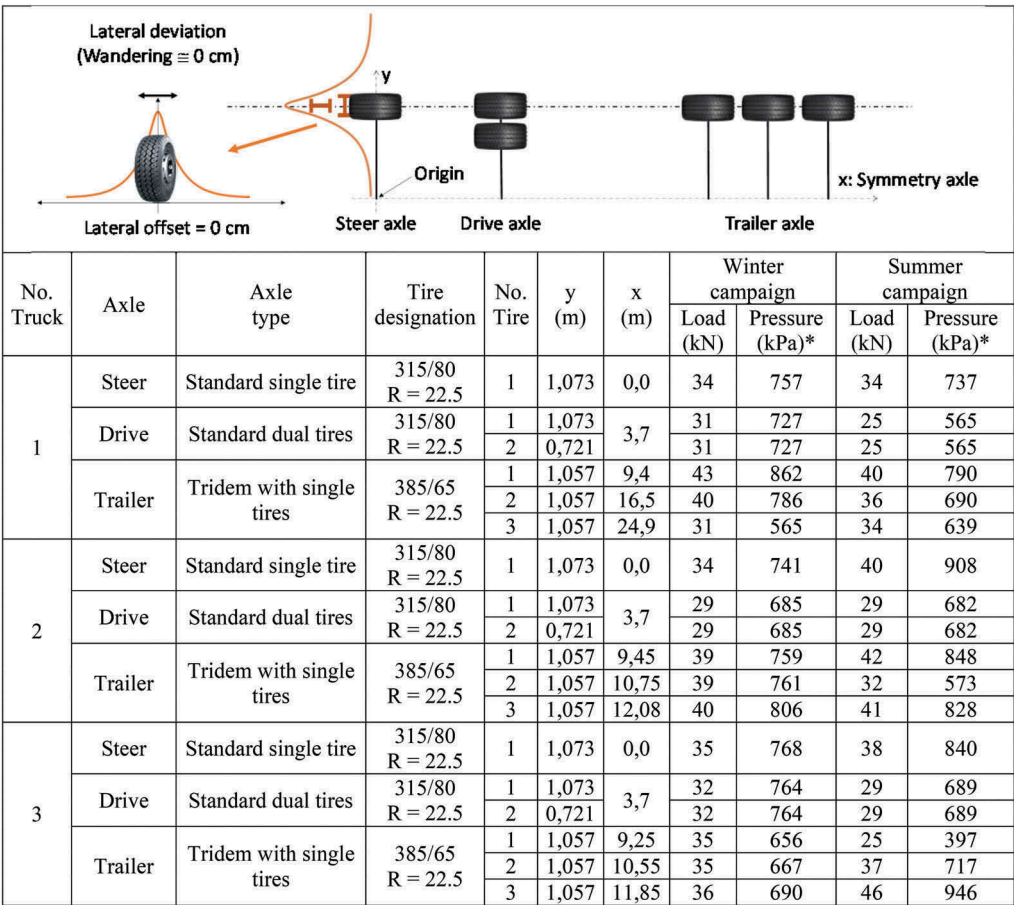 Lateral deviation
(Wandering ≅ 0 cm)
y
Origin
x: Symmetry axle
Lateral offset = 0 cm
Steer axle
Drive axle
Trailer axle
No. Truck | Axle | Axle type | Tire designation | No. Tire | y (m) | x (m) | Winter campaign | Summer campaign
Load (kN) | Pressure (kPa)* | Load (kN) | Pressure (kPa)*
1 | Steer | Standard single tire | 315/80 R = 22.5 | 1 | 1,073 | 0,0 | 34 | 757 | 34 | 737
Drive | Standard dual tires | 315/80 R = 22.5 | 1 | 1,073 | 3,7 | 31 | 727 | 25 | 565
2 | 0,721 | 31 | 727 | 25 | 565
Trailer | Tridem with single tires | 385/65 R = 22.5 | 1 | 1,057 | 9,4 | 43 | 862 | 40 | 790
2 | 1,057 | 16,5 | 40 | 786 | 36 | 690
3 | 1,057 | 24,9 | 31 | 565 | 34 | 639
2 | Steer | Standard single tire | 315/80 R = 22.5 | 1 | 1,073 | 0,0 | 34 | 741 | 40 | 908
Drive | Standard dual tires | 315/80 R = 22.5 | 1 | 1,073 | 3,7 | 29 | 685 | 29 | 682
2 | 0,721 | 29 | 685 | 29 | 682
Trailer | Tridem with single tires | 385/65 R = 22.5 | 1 | 1,057 | 9,45 | 39 | 759 | 42 | 848
2 | 1,057 | 10,75 | 39 | 761 | 32 | 573
3 | 1,057 | 12,08 | 40 | 806 | 41 | 828
3 | Steer | Standard single tire | 315/80 R = 22.5 | 1 | 1,073 | 0,0 | 35 | 768 | 38 | 840
Drive | Standard dual tires | 315/80 R = 22.5 | 1 | 1,073 | 3,7 | 32 | 764 | 29 | 689
2 | 0,721 | 32 | 764 | 29 | 689
Trailer | Tridem with single tires | 385/65 R = 22.5 | 1 | 1,057 | 9,25 | 35 | 656 | 25 | 397
2 | 1,057 | 10,55 | 35 | 667 | 37 | 717
3 | 1,057 | 11,85 | 36 | 690 | 46 | 946